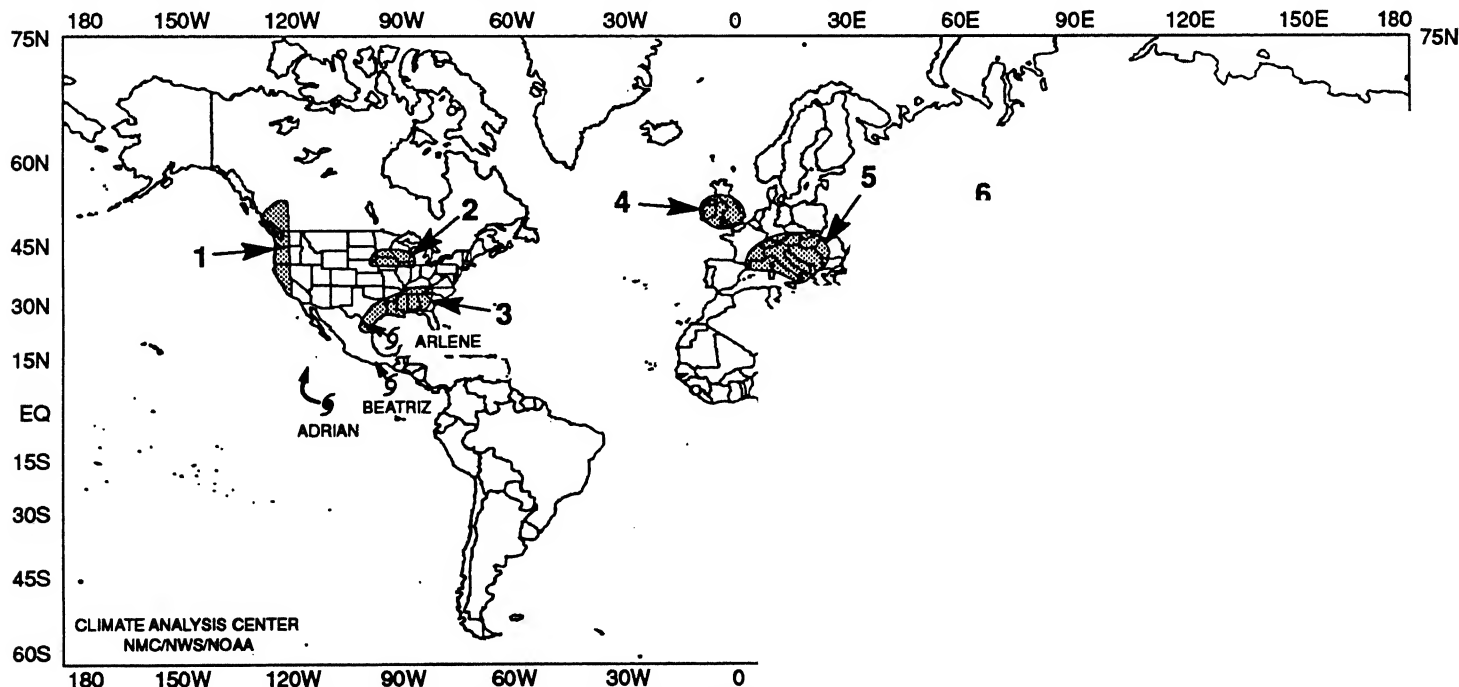 180 150W 120W 90W 60W 30W 0 30E 60E 90E 120E 150E 180
75N 75N
60N
5
6
4
2
45N
1
30N
3
ARLENE
15N
BEATRIZ
EQ
ADRIAN
15S
30S
45S
CLIMATE ANALYSIS CENTER
NMC/NWS/NOAA
60S
180 150W 120W 90W 60W 30W 0